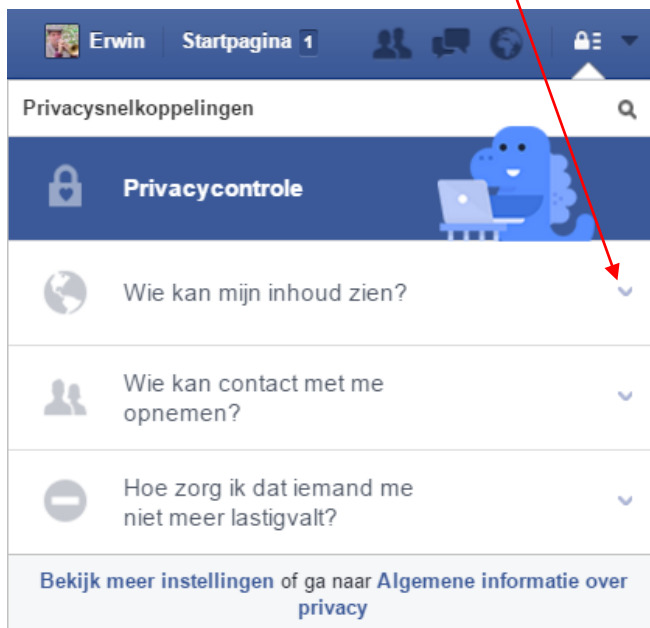 Erwin Startpagina 1
Privacysnelkoppelingen
Privacycontrole
Wie kan mijn inhoud zien?
Wie kan contact met me
opnemen?
Hoe zorg ik dat iemand me
niet meer lastigvalt?
Bekijk meer instellingen of ga naar Algemene informatie over
privacy